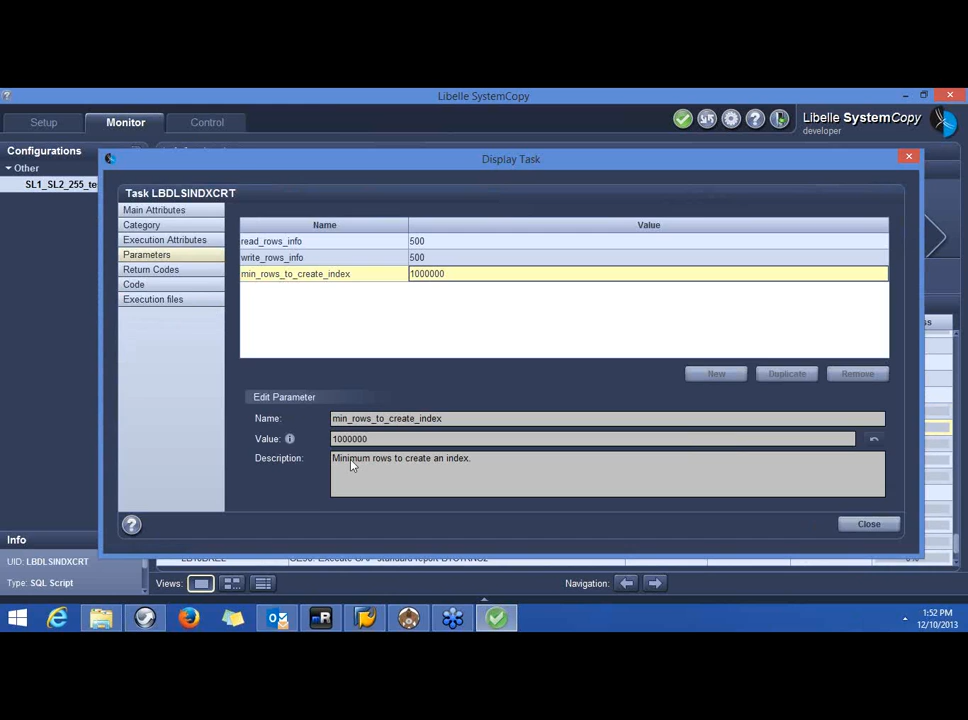 ?
Libelle SystemCopy
Setup
Monitor
Control
Libelle SystemCopy
developer
Configurations
Other
SL1_SL2_255_te
Display Task
Task LBDLSINDXCRT
Main Attributes
Category
Execution Attributes
Parameters
Return Codes
Code
Execution files
Name Value
read_rows_info 500
write_rows_info 500
min_rows_to_create_index 1000000
New Duplicate Remove
Edit Parameter
Name: min_rows_to_create_index
Value: 1000000
Description: Minimum rows to create an index.
Close
Info
UID: LBDLSINDXCRT
Type: SQL Script
Views:
Navigation:
1:52 PM
12/10/2013